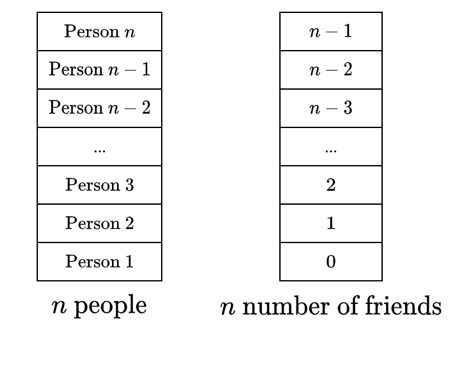 Person n
Person n − 1
Person n − 2
...
Person 3
Person 2
Person 1
n people
n − 1
n − 2
n − 3
...
2
1
0
n number of friends